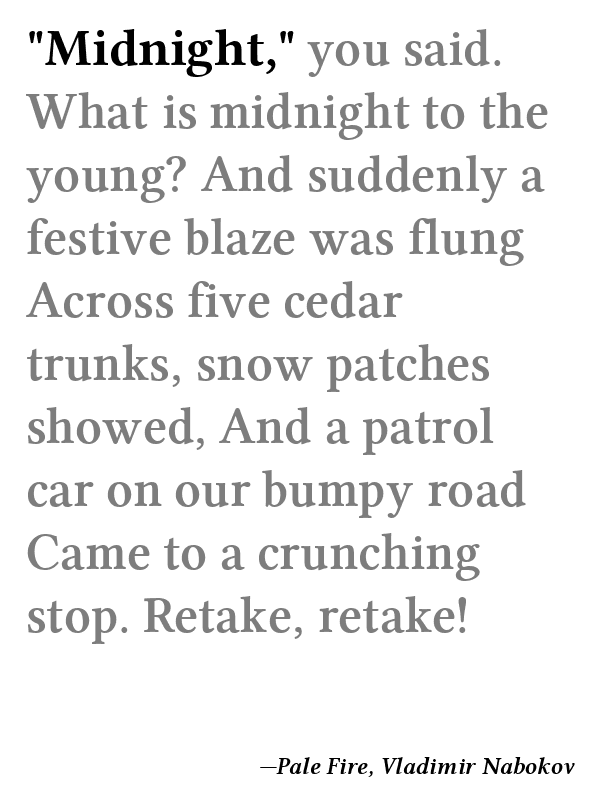 "Midnight," you said.
What is midnight to the
young? And suddenly a
festive blaze was flung
Across five cedar
trunks, snow patches
showed, And a patrol
car on our bumpy road
Came to a crunching
stop. Retake, retake!
—Pale Fire, Vladimir Nabokov